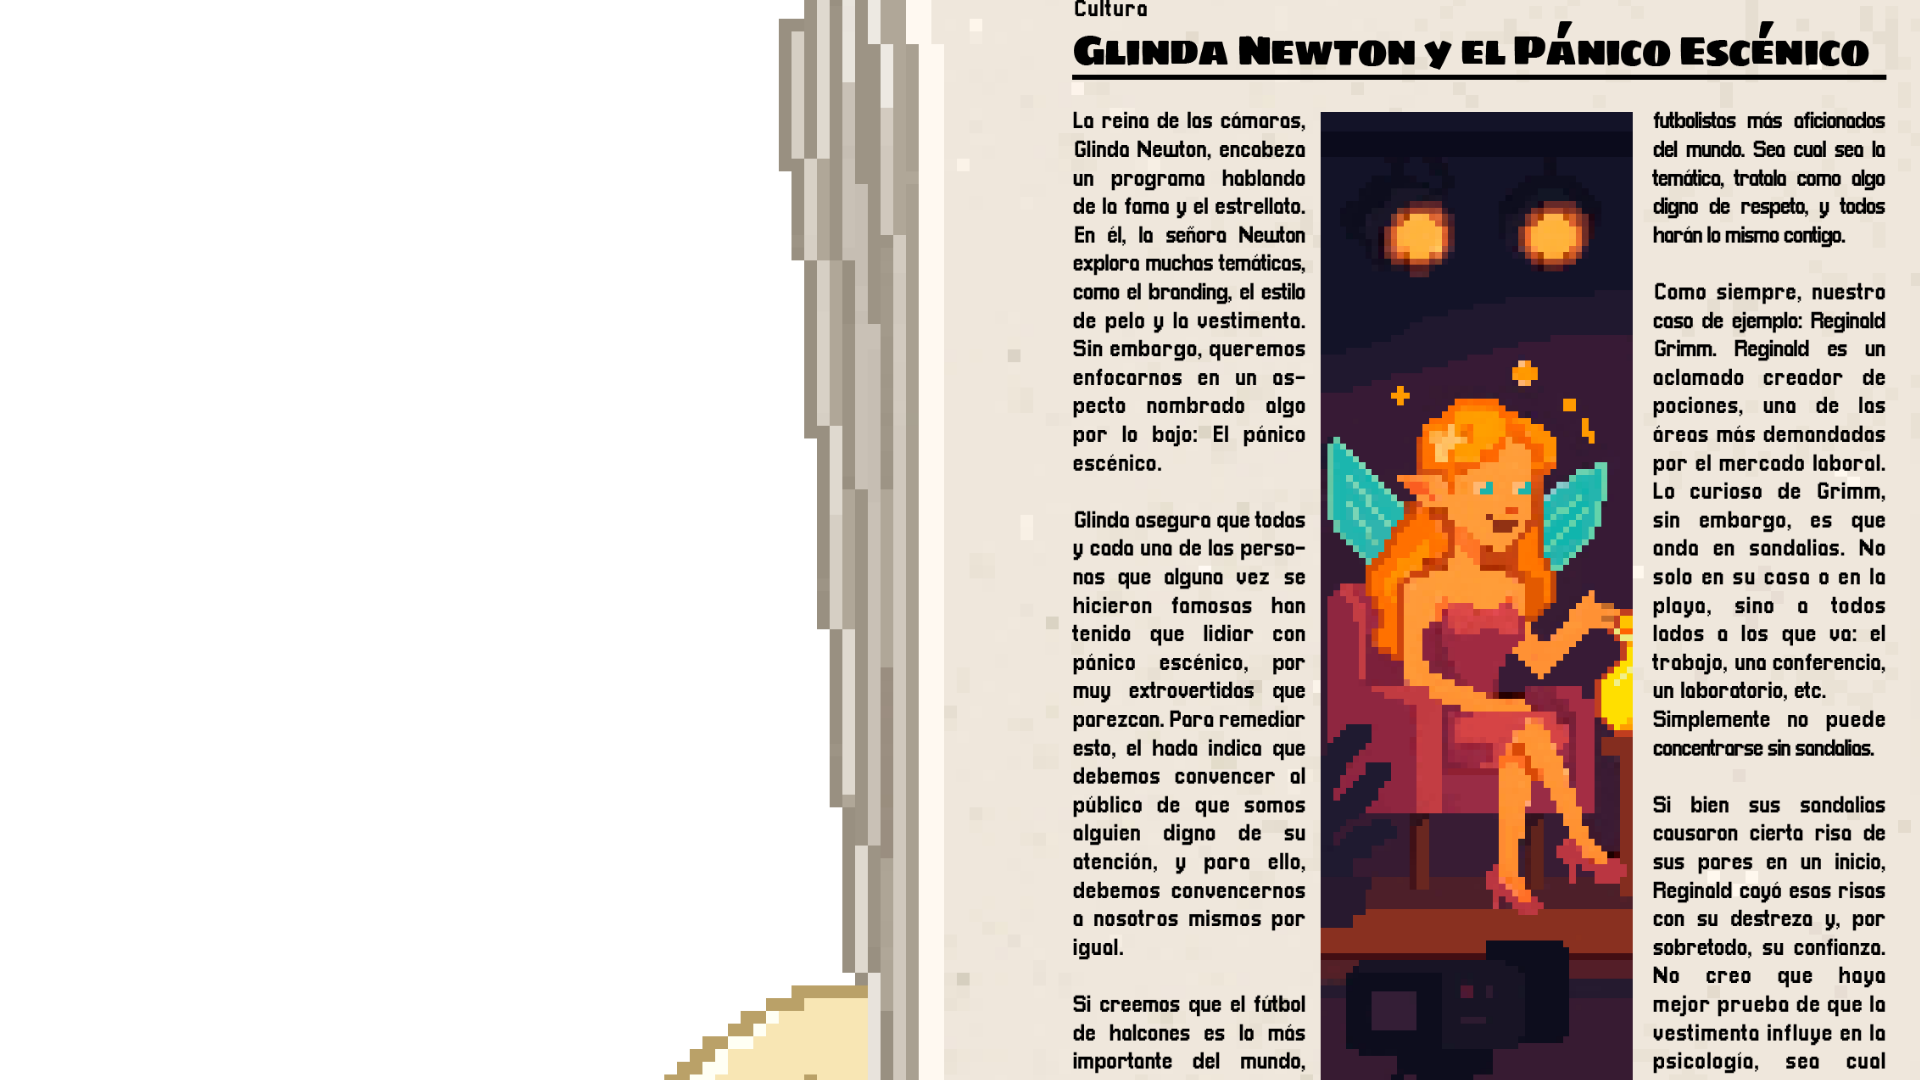 Cultura
Glinda Newton y el Pánico Escénico
La reina de las cámaras,
Glinda Newton, encabeza
un programa hablando
de la fama y el estrellato.
En él, la señora Newton
explora muchas temáticas,
como el branding, el estilo
de pelo y la vestimenta.
Sin embargo, queremos
enfocarnos en un as-
pecto nombrado algo
por lo bajo: El pánico
escénico.
Glinda asegura que todas
y cada una de las perso-
nas que alguna vez se
hicieron famosas han
tenido que lidiar con
pánico escénico, por
muy extrovertidas que
parezcan. Para remediar
esto, el hada indica que
debemos convencer al
público de que somos
alguien digno de su
atención, y para ello,
debemos convencernos
a nosotros mismos por
igual.
Si creemos que el fútbol
de halcones es lo más
importante del mundo,
futbolistas más aficionados
del mundo. Sea cual sea la
temática, tratala como algo
digno de respeto, y todos
harán lo mismo contigo.
Como siempre, nuestro
caso de ejemplo: Reginald
Grimm. Reginald es un
aclamado creador de
pociones, una de las
áreas más demandadas
por el mercado laboral.
Lo curioso de Grimm,
sin embargo, es que
anda en sandalias. No
solo en su casa o en la
playa, sino a todos
lados a los que va: el
trabajo, una conferencia,
un laboratorio, etc.
Simplemente no puede
concentrarse sin sandalias.
Si bien sus sandalias
causaron cierta risa de
sus pares en un inicio,
Reginald cayó esas risas
con su destreza y, por
sobretodo, su confianza.
No creo que haya
mejor prueba de que la
vestimenta influye en la
psicología, sea cual